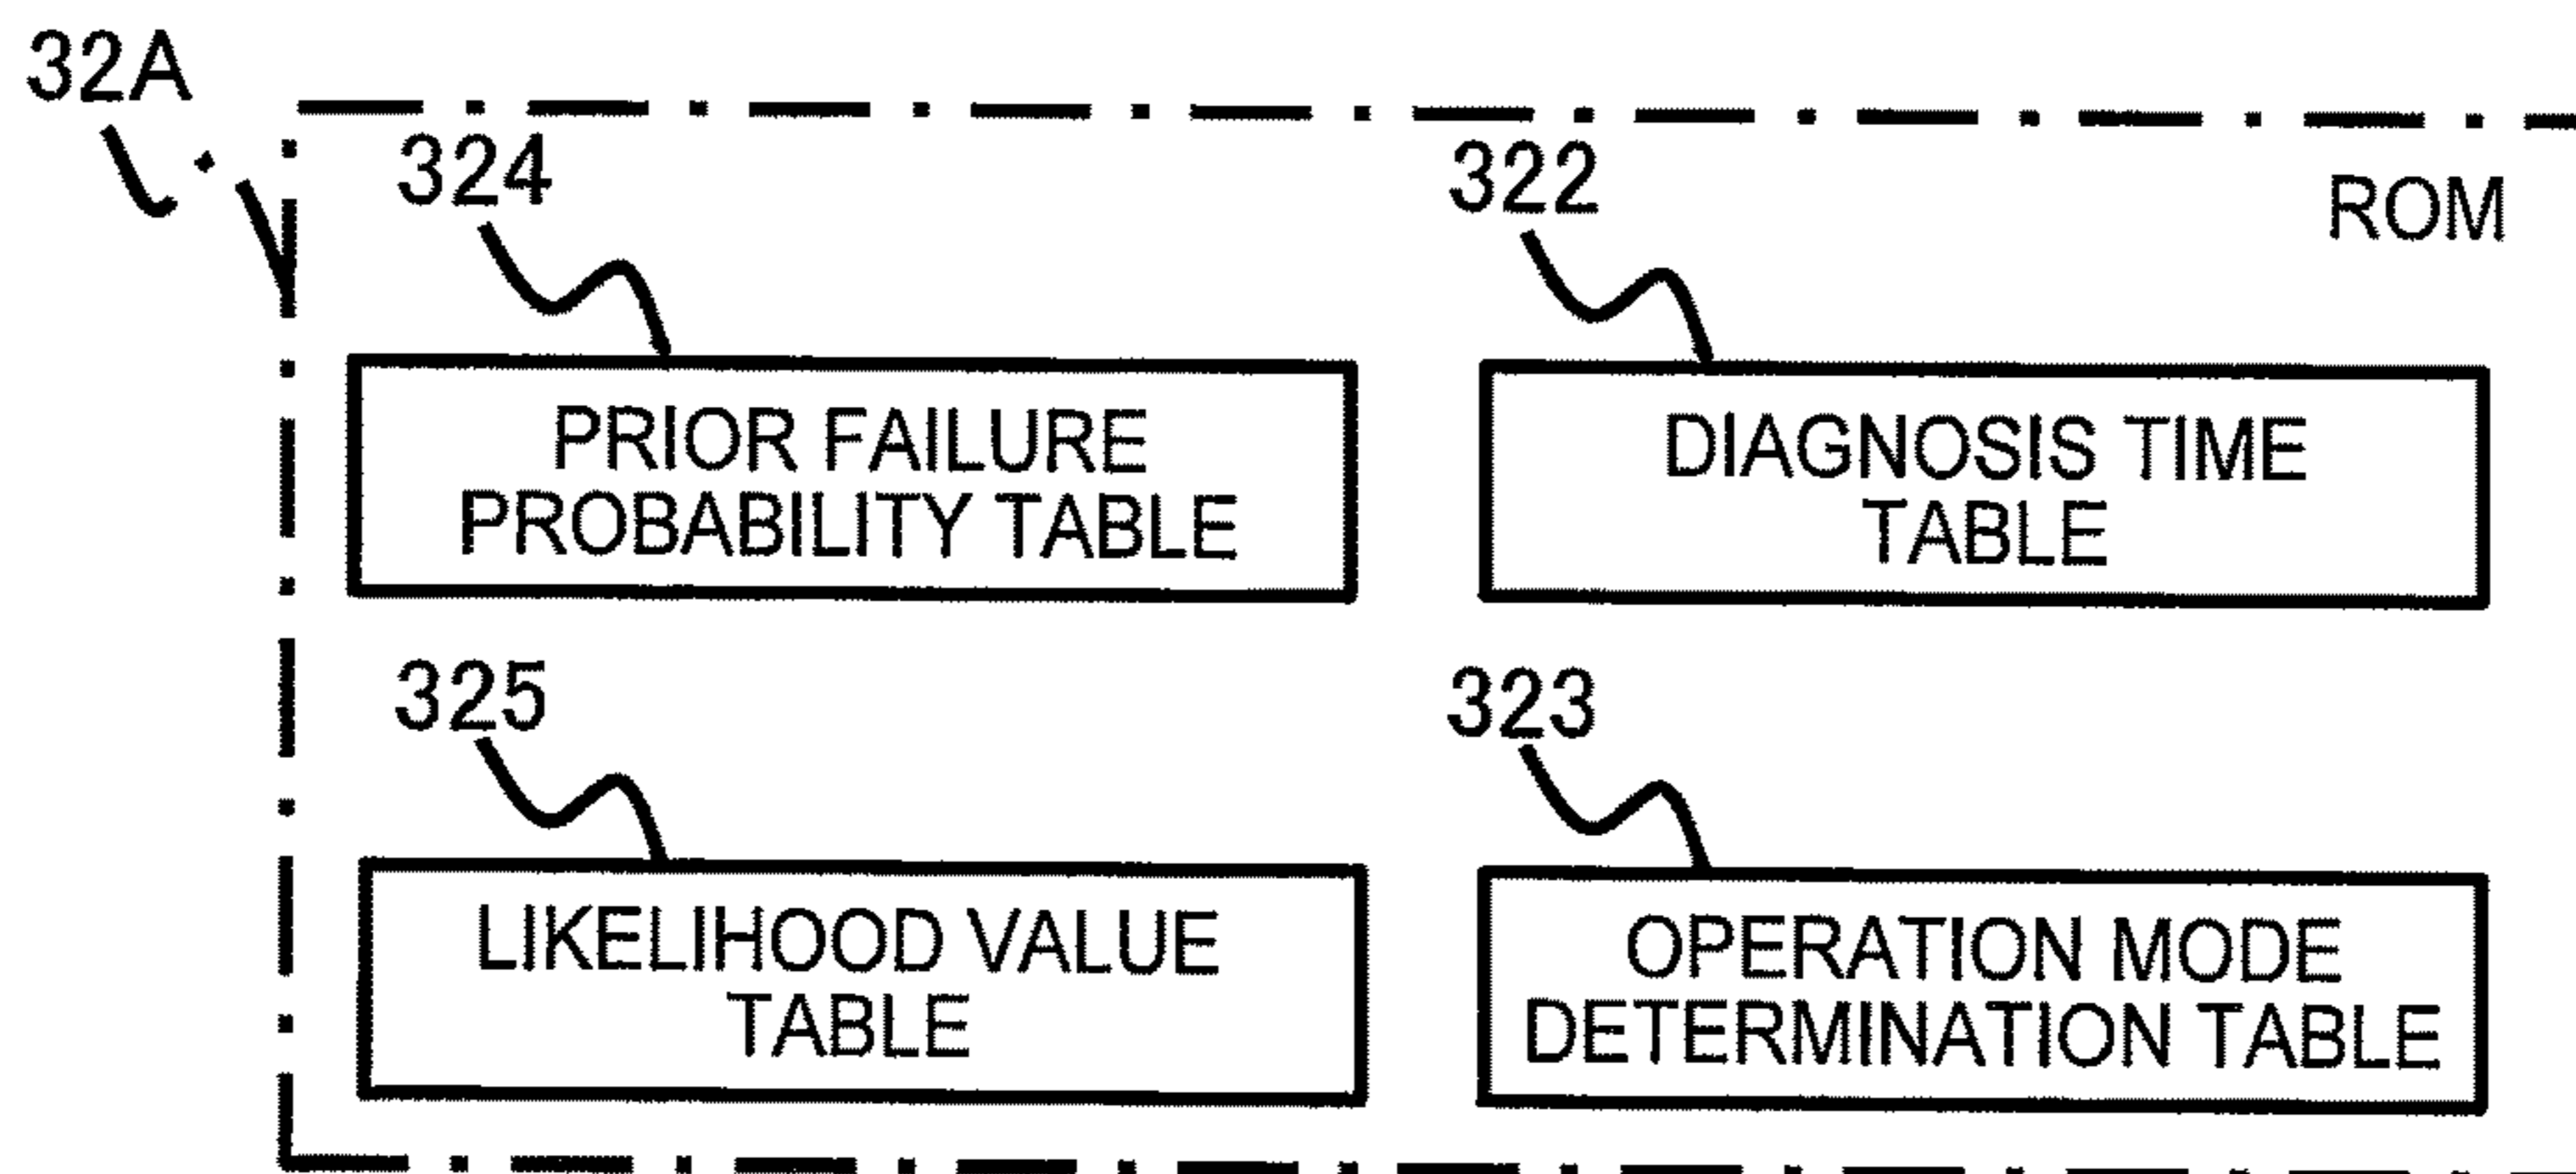 32A
324
322
ROM
PRIOR FAILURE
PROBABILITY TABLE
DIAGNOSIS TIME
TABLE
325
323
LIKELIHOOD VALUE
TABLE
OPERATION MODE
DETERMINATION TABLE